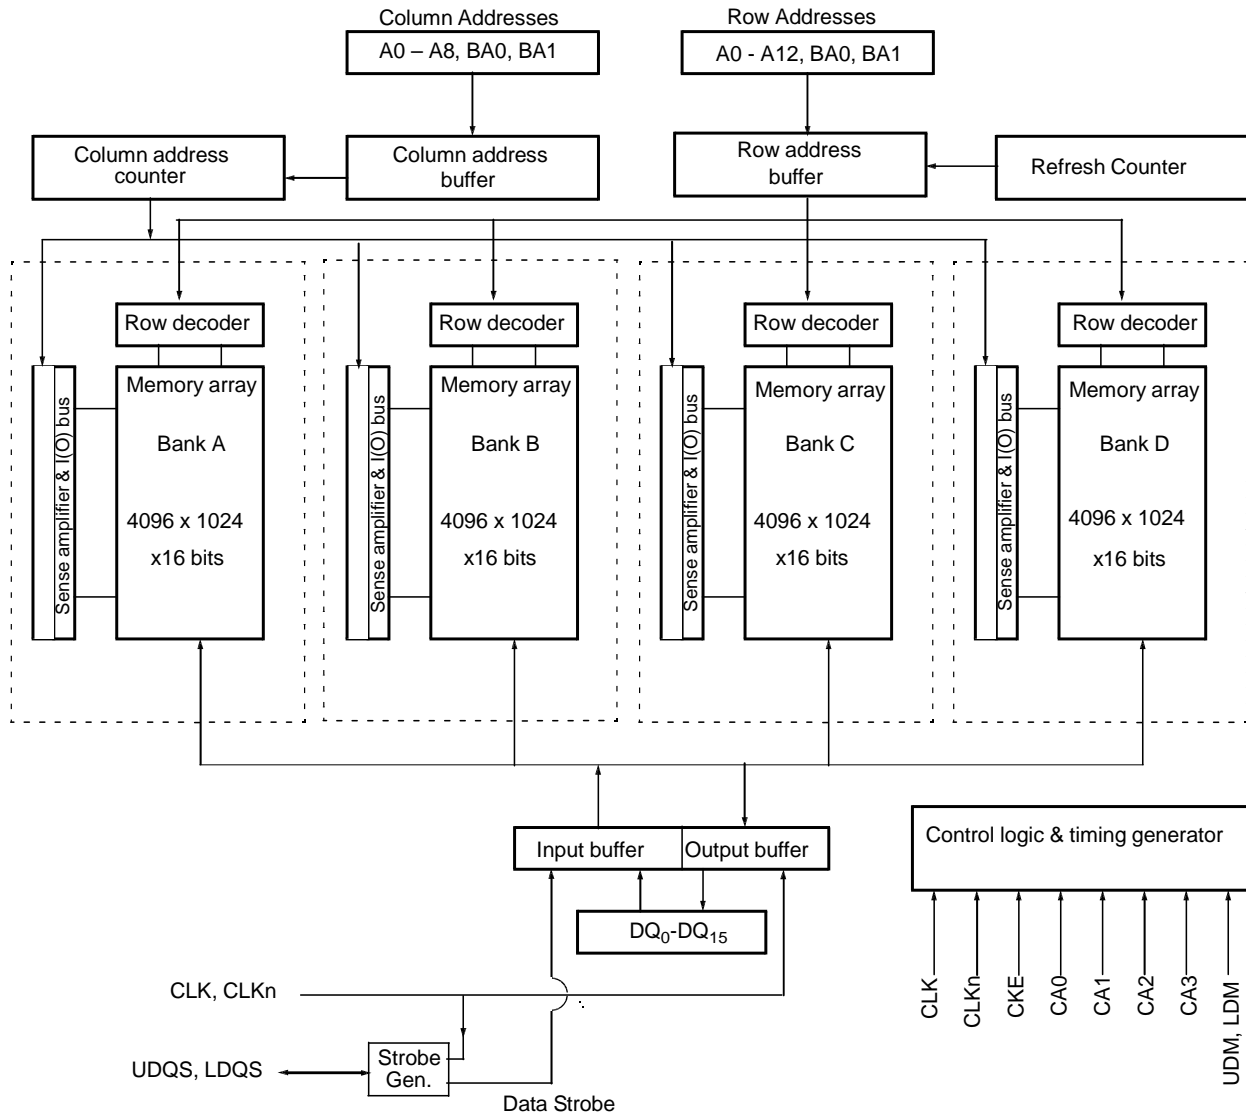 Column Addresses
Row Addresses
A0 – A8, BA0, BA1
A0 - A12, BA0, BA1
Column address
counter
Column address
buffer
Row address
buffer
Refresh Counter
Row decoder
Row decoder
Row decoder
Row decoder
Sense amplifier & I(O) bus
Memory array
Bank A
4096 x 1024
x16 bits
Sense amplifier & I(O) bus
Memory array
Bank B
4096 x 1024
x16 bits
Sense amplifier & I(O) bus
Memory array
Bank C
4096 x 1024
x16 bits
Sense amplifier & I(O) bus
Memory array
Bank D
4096 x 1024
x16 bits
Input buffer
Output buffer
Control logic & timing generator
DQ0-DQ15
CLK
CLKn
CKE
CA0
CA1
CA2
CA3
UDM, LDM
CLK, CLKn
UDQS, LDQS
Strobe
Gen.
Data Strobe